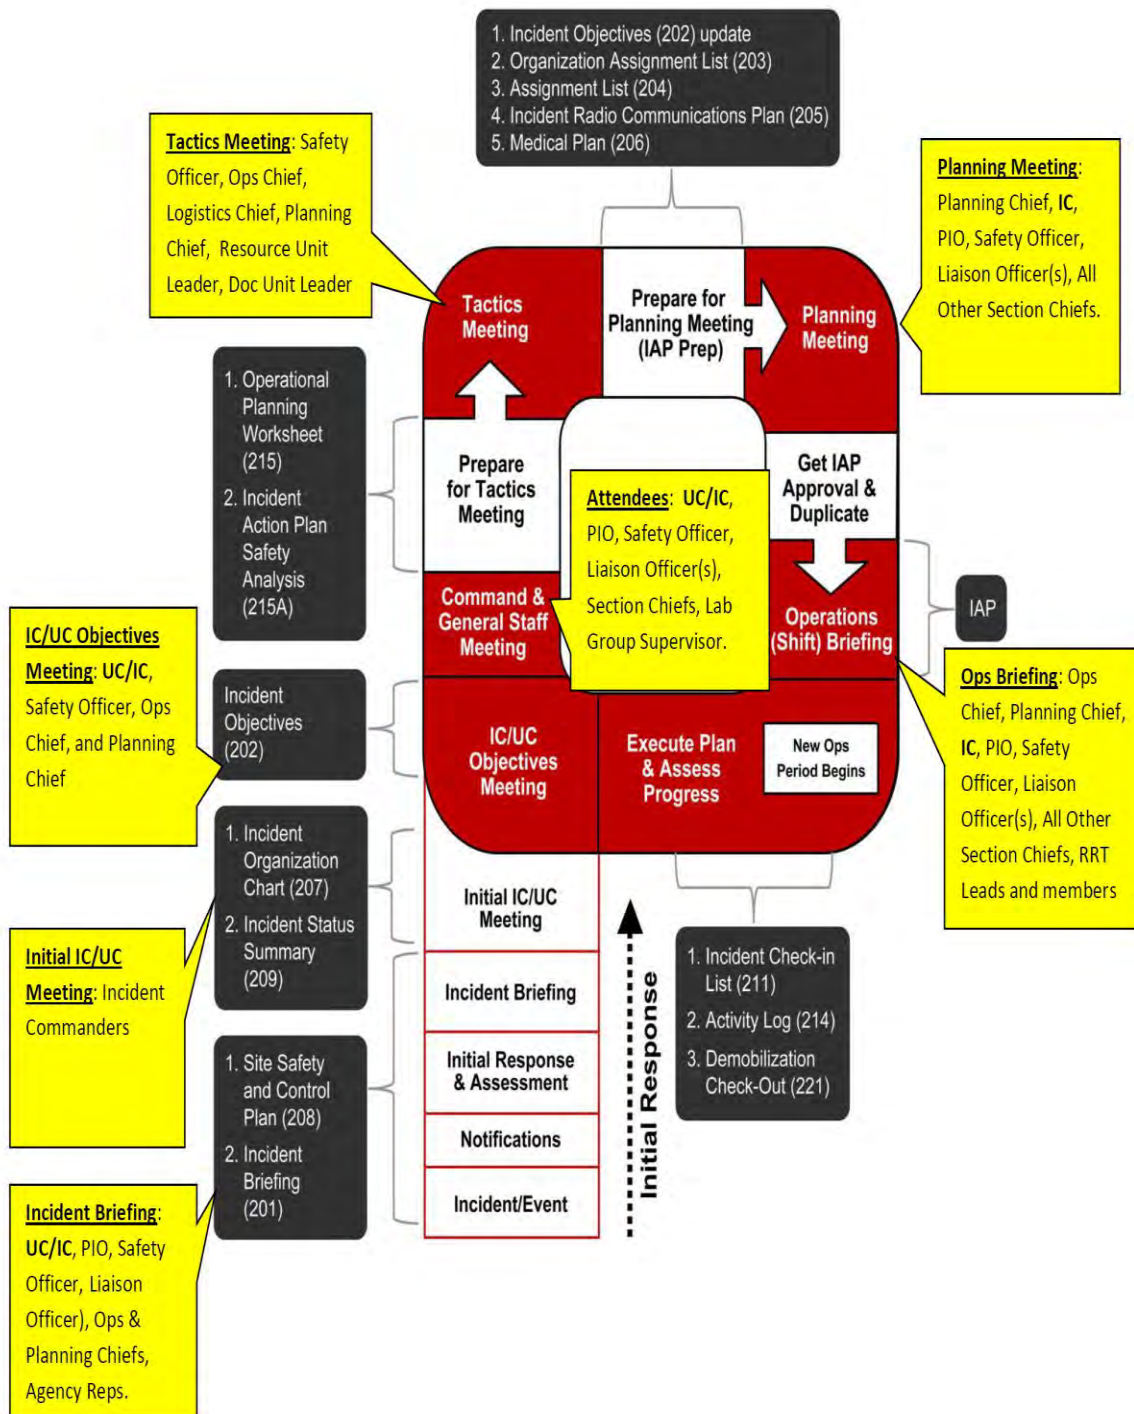 1. Incident Objectives (202) update
2. Organization Assignment List (203)
3. Assignment List (204)
4. Incident Radio Communications Plan (205)
5. Medical Plan (206)
Tactics Meeting: Safety
Officer, Ops Chief,
Logistics Chief, Planning
Chief, Resource Unit
Leader, Doc Unit Leader
Planning Meeting:
Planning Chief, IC,
PIO, Safety Officer,
Liaison Officer(s), All
Other Section Chiefs.
Tactics
Meeting
Prepare for
Planning Meeting
(IAP Prep)
Planning
Meeting
1. Operational
Planning
Worksheet
(215)
2. Incident
Action Plan
Safety
Analysis
(215A)
Prepare
for Tactics
Meeting
Get IAP
Approval &
Duplicate
Attendees: UC/IC,
PIO, Safety Officer,
Liaison Officer(s),
Section Chiefs, Lab
Group Supervisor.
Command &
General Staff
Meeting
Operations
(Shift) Briefing
IAP
IC/UC Objectives
Meeting: UC/IC,
Safety Officer, Ops
Chief, and Planning
Chief
Incident
Objectives
(202)
IC/UC
Objectives
Meeting
Execute Plan
& Assess
Progress
New Ops
Period Begins
Ops Briefing: Ops
Chief, Planning Chief,
IC, PIO, Safety
Officer, Liaison
Officer(s), All Other
Section Chiefs, RRT
Leads and members
1. Incident
Organization
Chart (207)
2. Incident Status
Summary
(209)
Initial IC/UC
Meeting
Initial IC/UC
Meeting: Incident
Commanders
Incident Briefing
Initial Response
& Assessment
Notifications
Incident/Event
Initial Response
1. Incident Check-in
List (211)
2. Activity Log (214)
3. Demobilization
Check-Out (221)
1. Site Safety
and Control
Plan (208)
2. Incident
Briefing
(201)
Incident Briefing:
UC/IC, PIO, Safety
Officer, Liaison
Officer), Ops &
Planning Chiefs,
Agency Reps.